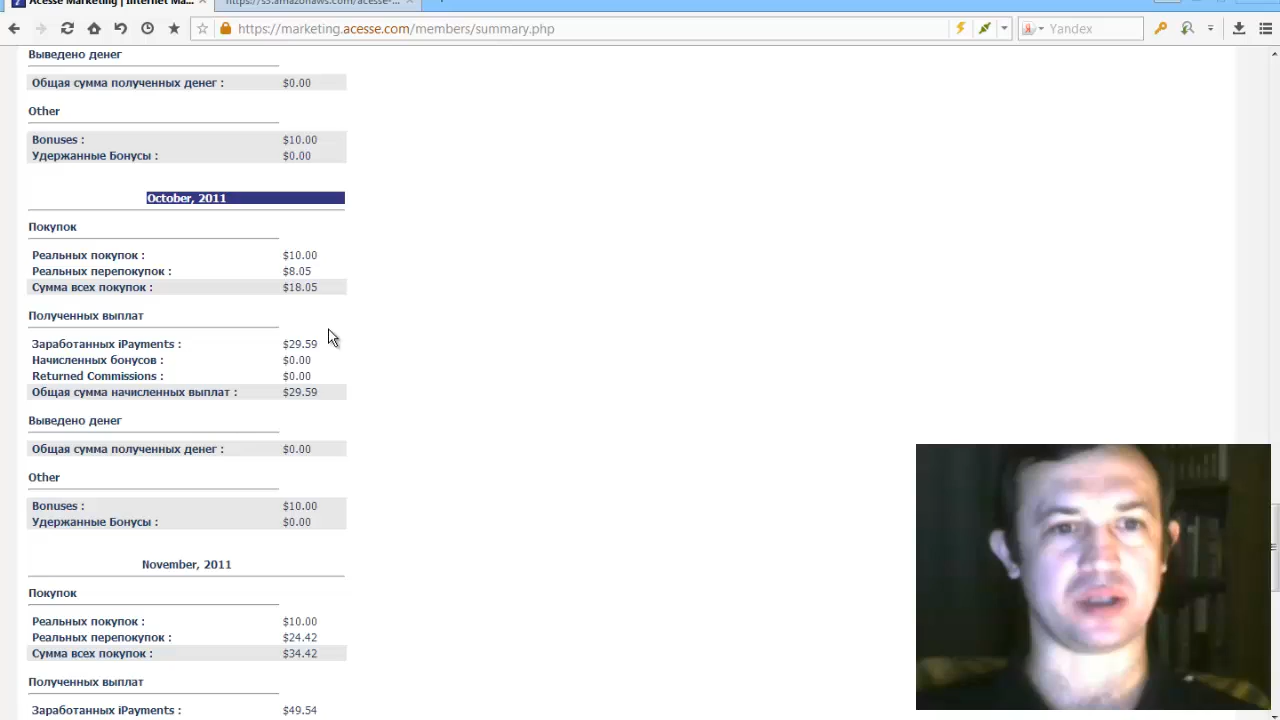 Acesse Marketing | Internet Ma...
https://s3.amazonaws.com/acesse-...
https://marketing.acesse.com/members/summary.php
Yandex
Выведено денег
Общая сумма полученных денег : $0.00
Other
Bonuses : $10.00
Удержанные Бонусы : $0.00
October, 2011
Покупок
Реальных покупок : $10.00
Реальных перепокупок : $8.05
Сумма всех покупок : $18.05
Полученных выплат
Заработанных iPayments : $29.59
Начисленных бонусов : $0.00
Returned Commissions : $0.00
Общая сумма начисленных выплат : $29.59
Выведено денег
Общая сумма полученных денег : $0.00
Other
Bonuses : $10.00
Удержанные Бонусы : $0.00
November, 2011
Покупок
Реальных покупок : $10.00
Реальных перепокупок : $24.42
Сумма всех покупок : $34.42
Полученных выплат
Заработанных iPayments : $49.54